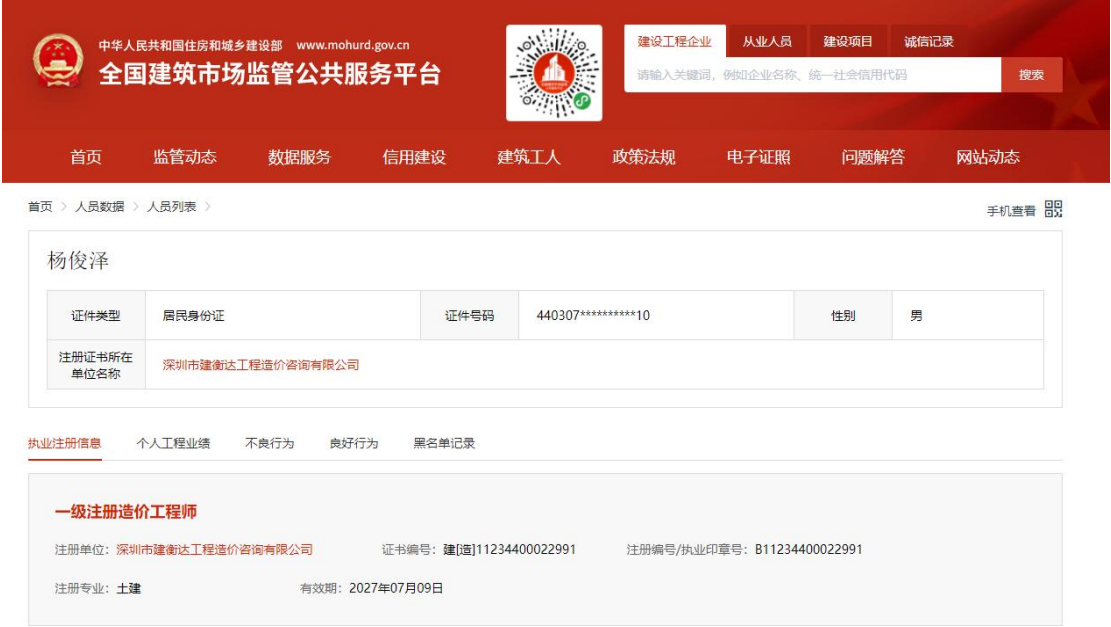 中华人民共和国住房和城乡建设部 www.mohurd.gov.cn
全国建筑市场监管公共服务平台
建设工程企业 从业人员 建设项目 诚信记录
请输入关键词，例如企业名称、统一社会信用代码 搜索
首页 监管动态 数据服务 信用建设 建筑工人 政策法规 电子证照 问题解答 网站动态
首页 > 人员数据 > 人员列表 >
手机查看
杨俊泽
证件类型 居民身份证 证件号码 440307**********10 性别 男
注册证书所在
单位名称
深圳市建衡达工程造价咨询有限公司
执业注册信息 个人工程业绩 不良行为 良好行为 黑名单记录
一级注册造价工程师
注册单位：深圳市建衡达工程造价咨询有限公司 证书编号：建[造]11234400022991 注册编号/执业印章号：B11234400022991
注册专业：土建 有效期：2027年07月09日